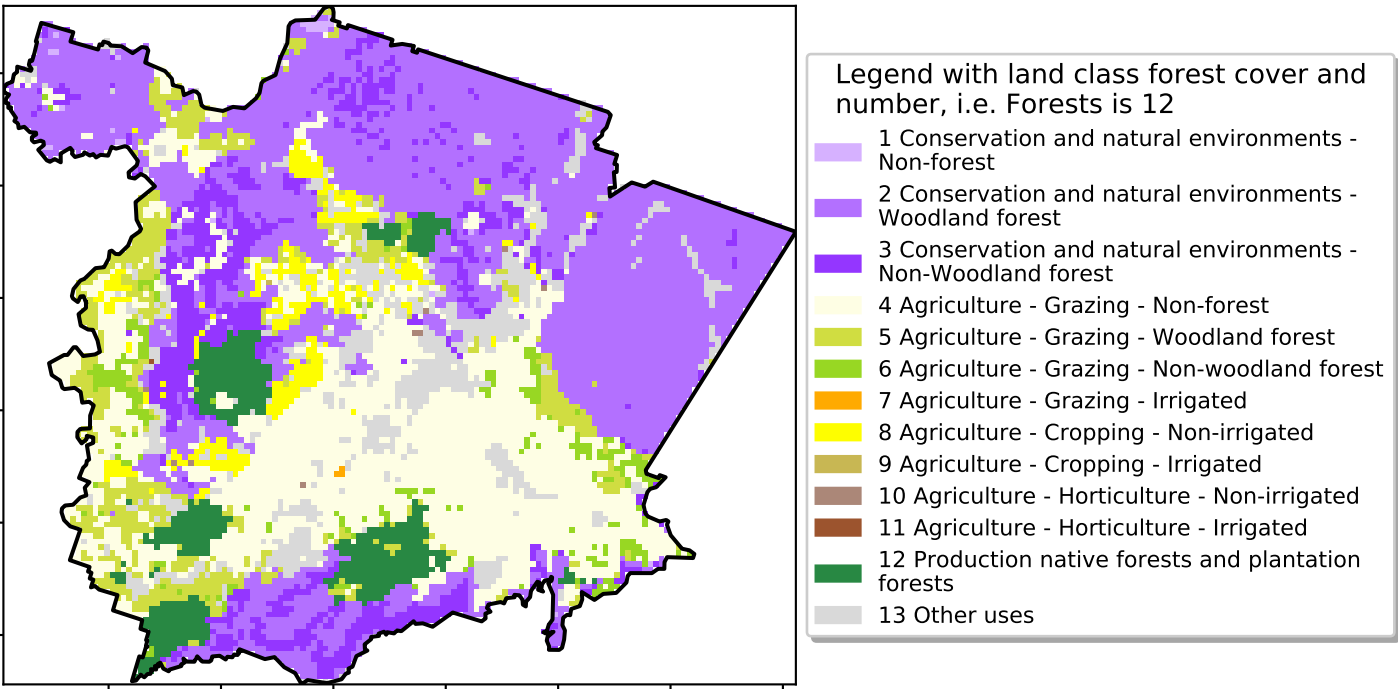 Legend with land class forest cover and
number, i.e. Forests is 12
1 Conservation and natural environments -
Non-forest
2 Conservation and natural environments -
Woodland forest
3 Conservation and natural environments -
Non-Woodland forest
4 Agriculture - Grazing - Non-forest
5 Agriculture - Grazing - Woodland forest
6 Agriculture - Grazing - Non-woodland forest
7 Agriculture - Grazing - Irrigated
8 Agriculture - Cropping - Non-irrigated
9 Agriculture - Cropping - Irrigated
10 Agriculture - Horticulture - Non-irrigated
11 Agriculture - Horticulture - Irrigated
12 Production native forests and plantation
forests
13 Other uses